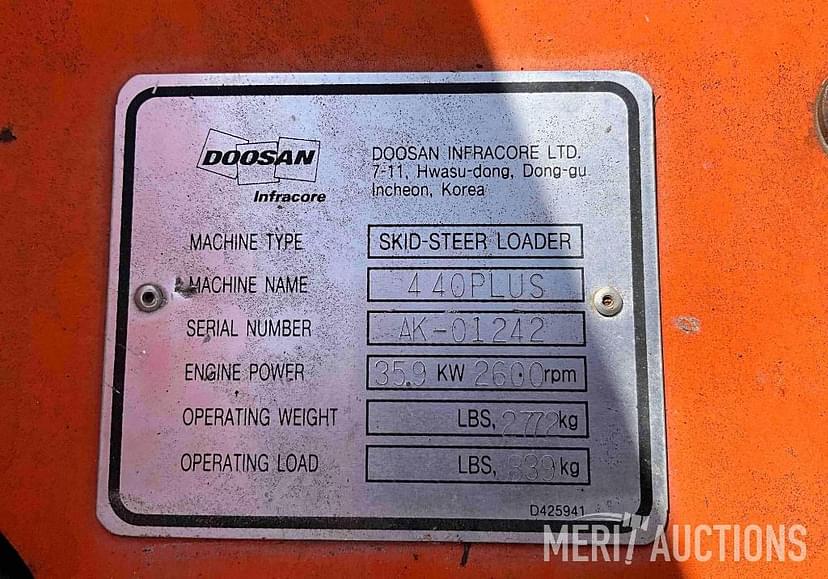 DOOSAN
Infracore
DOOSAN INFRACORE LTD.
7-11, Hwasu-dong, Dong-gu
Incheon, Korea
MACHINE TYPE SKID-STEER LOADER
MACHINE NAME 440PLUS
SERIAL NUMBER AK-01242
ENGINE POWER 35.9 KW 2600rpm
OPERATING WEIGHT LBS, 2772kg
OPERATING LOAD LBS, 839kg
D425941
MERIT AUCTIONS